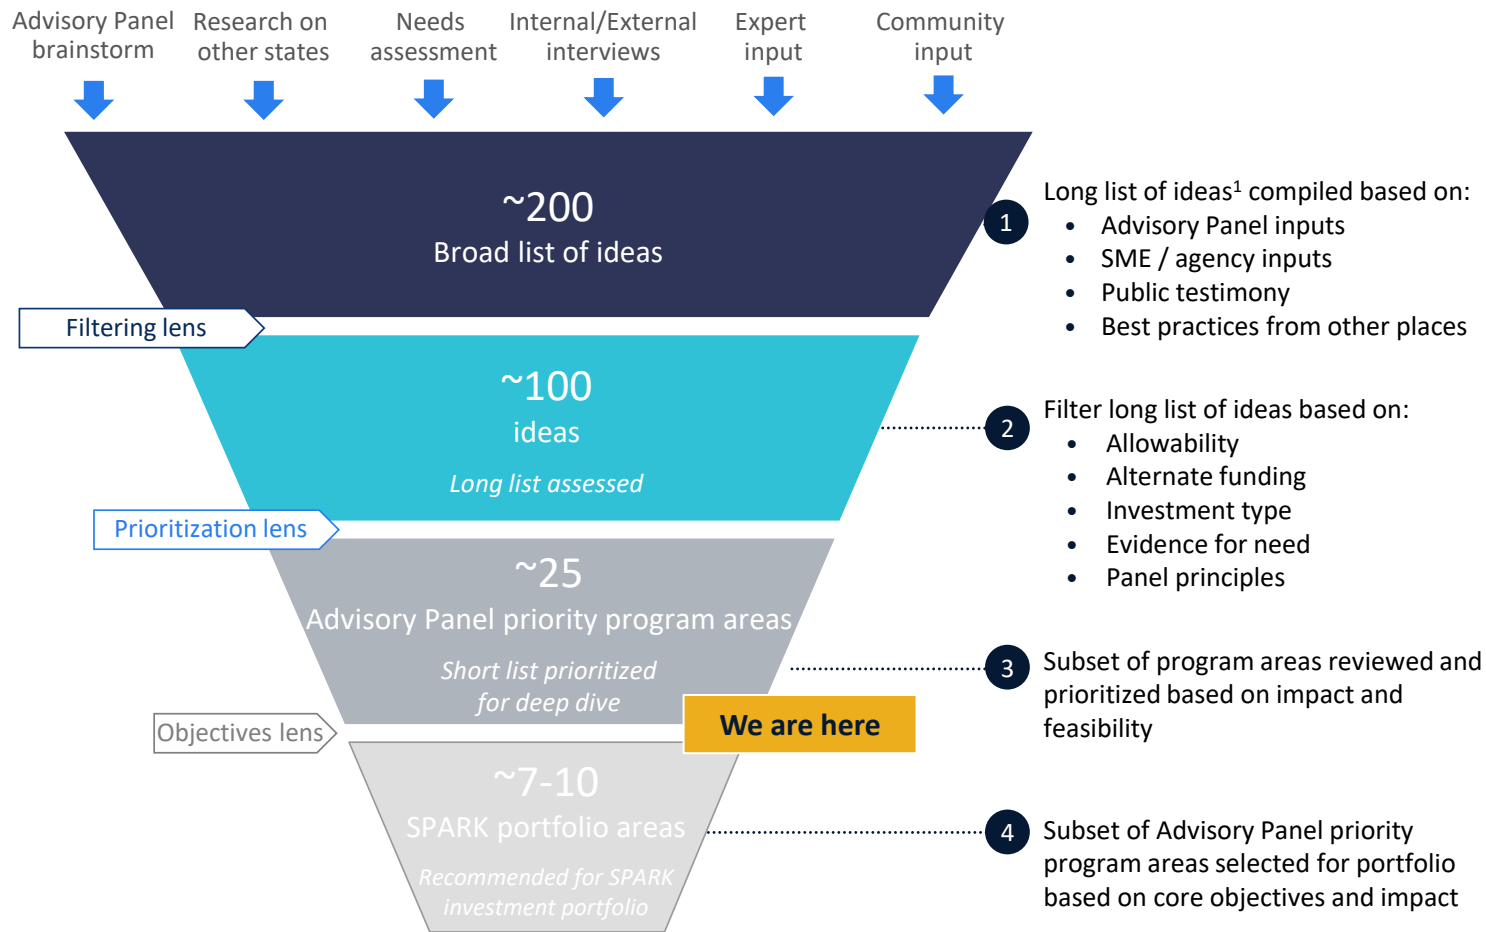 Advisory Panel
brainstorm
Research on
other states
Needs
assessment
Internal/External
interviews
Expert
input
Community
input
~200
Broad list of ideas
1
Long list of ideas¹ compiled based on:
• Advisory Panel inputs
• SME / agency inputs
• Public testimony
• Best practices from other places
Filtering lens
~100
ideas
Long list assessed
2
Filter long list of ideas based on:
• Allowability
• Alternate funding
• Investment type
• Evidence for need
• Panel principles
Prioritization lens
~25
Advisory Panel priority program areas
Short list prioritized
for deep dive
3
Subset of program areas reviewed and
prioritized based on impact and
feasibility
We are here
Objectives lens
~7-10
SPARK portfolio areas
Recommended for SPARK
investment portfolio
4
Subset of Advisory Panel priority
program areas selected for portfolio
based on core objectives and impact